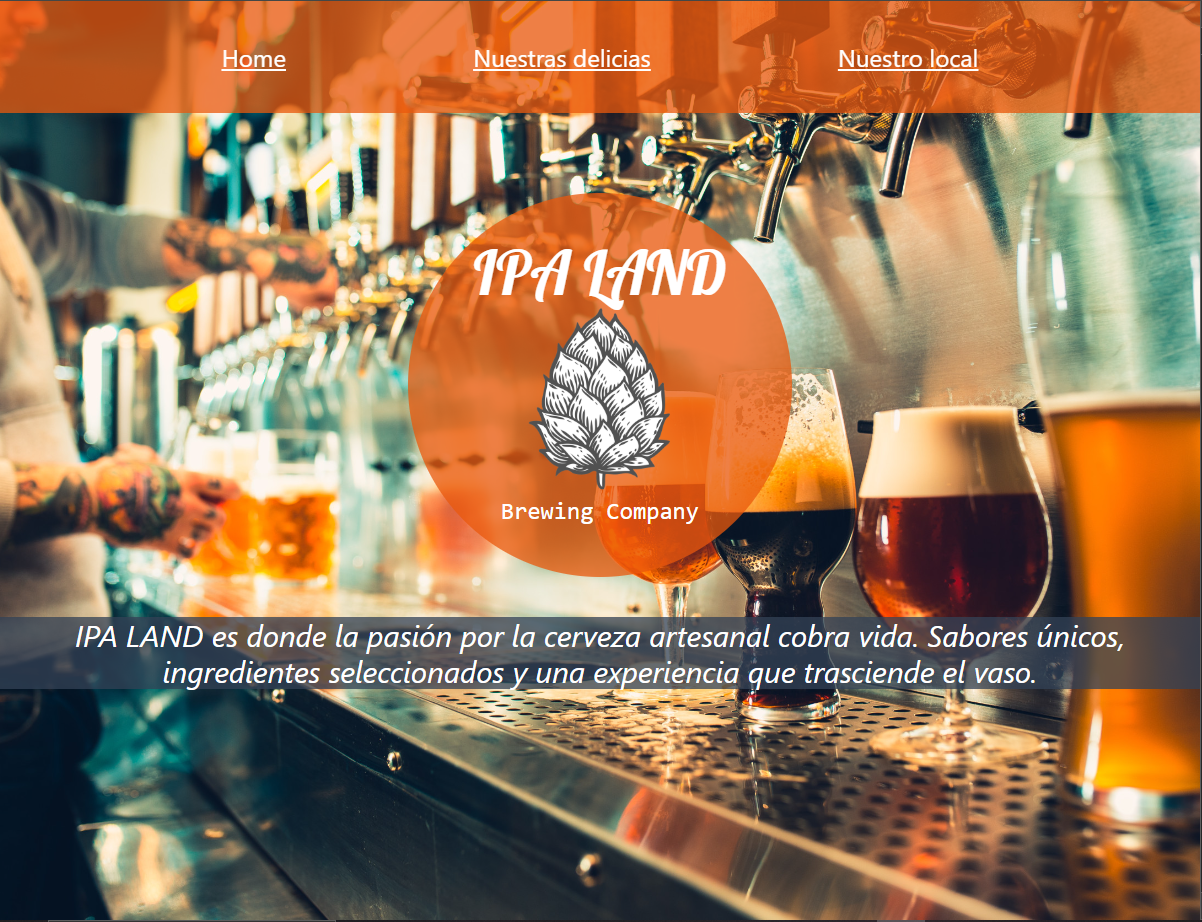 Home Nuestras delicias Nuestro local
IPA LAND
Brewing Company
IPA LAND es donde la pasión por la cerveza artesanal cobra vida. Sabores únicos,
ingredientes seleccionados y una experiencia que trasciende el vaso.